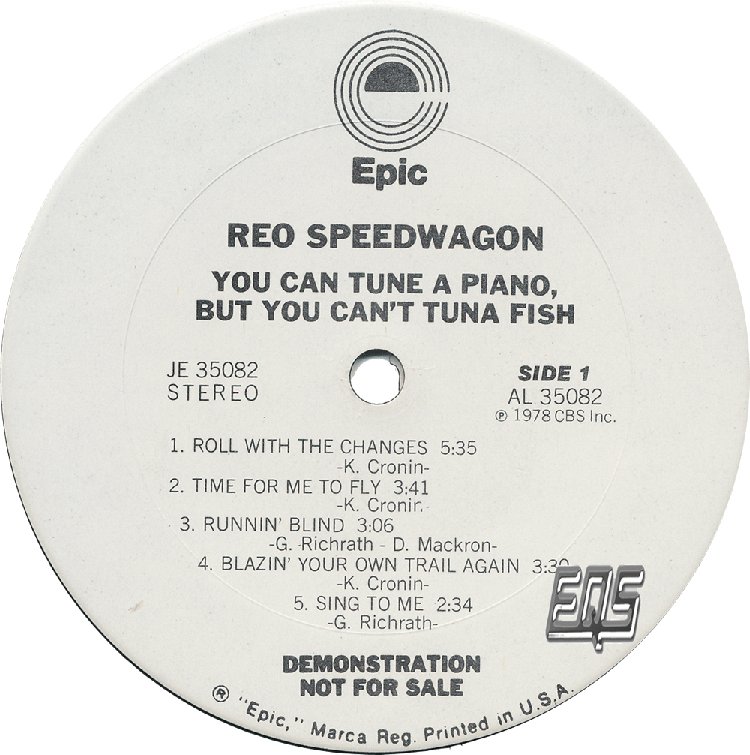 Epic
REO SPEEDWAGON
YOU CAN TUNE A PIANO,
BUT YOU CAN'T TUNA FISH
JE 35082
STEREO
SIDE 1
AL 35082
℗ 1978 CBS Inc.
1. ROLL WITH THE CHANGES 5:35
-K. Cronin-
2. TIME FOR ME TO FLY 3:41
-K. Cronin-
3. RUNNIN' BLIND 3:06
-G. Richrath - D. Mackron-
4. BLAZIN' YOUR OWN TRAIL AGAIN 3:30
-K. Cronin-
5. SING TO ME 2:34
-G. Richrath-
DEMONSTRATION
NOT FOR SALE
® "Epic," Marca Reg. Printed in U.S.A.